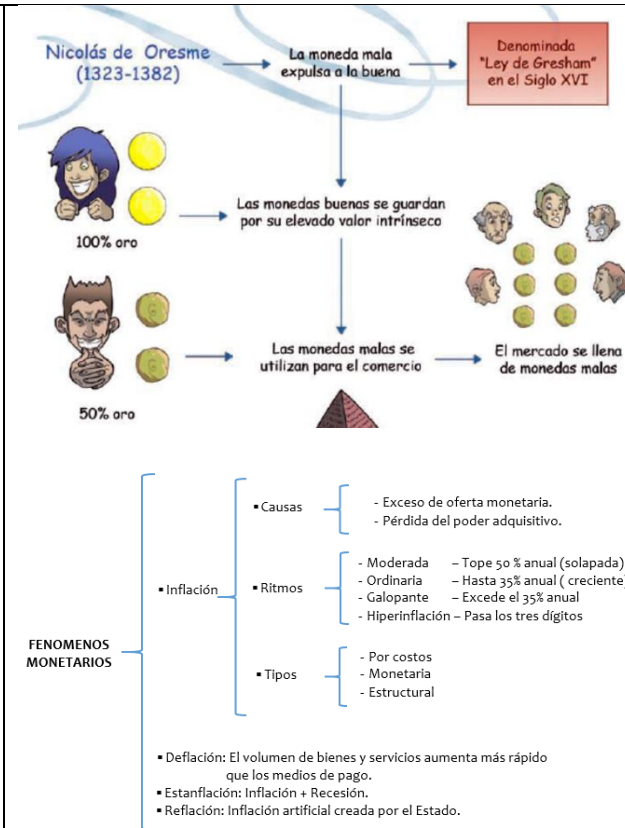 Nicolás de Oresme
(1323-1382)
La moneda mala
expulsa a la buena
Denominada
"Ley de Gresham"
en el Siglo XVI
100% oro
Las monedas buenas se guardan
por su elevado valor intrínseco
50% oro
Las monedas malas se
utilizan para el comercio
El mercado se llena
de monedas malas
FENOMENOS
MONETARIOS
▪ Inflación
▪ Causas
- Exceso de oferta monetaria.
- Pérdida del poder adquisitivo.
▪ Ritmos
- Moderada – Tope 50 % anual (solapada)
- Ordinaria – Hasta 35% anual ( creciente)
- Galopante – Excede el 35% anual
- Hiperinflación – Pasa los tres dígitos
▪ Tipos
- Por costos
- Monetaria
- Estructural
▪ Deflación: El volumen de bienes y servicios aumenta más rápido
que los medios de pago.
▪ Estanflación: Inflación + Recesión.
▪ Reflación: Inflación artificial creada por el Estado.